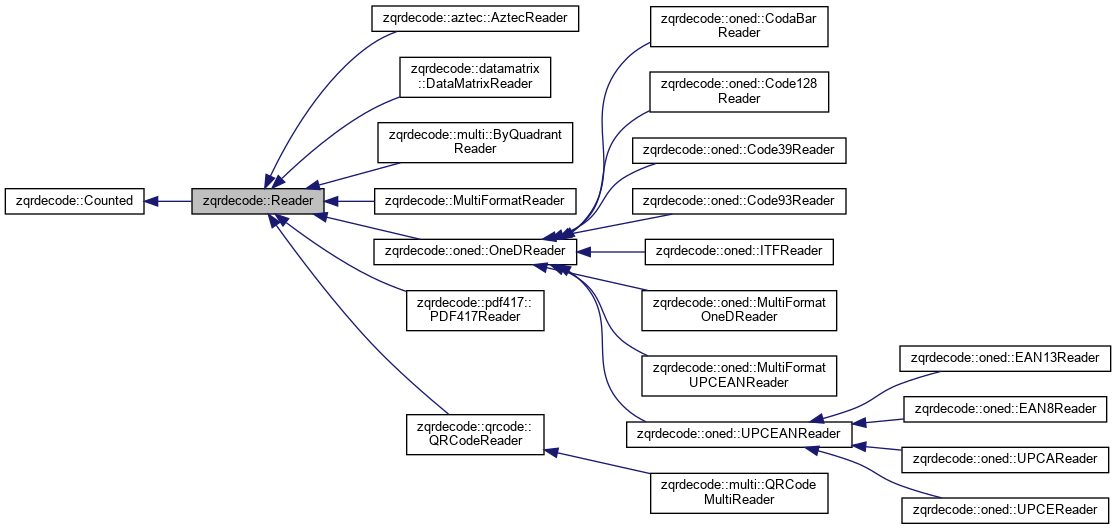 zqrdecode::Counted
zqrdecode::Reader
zqrdecode::aztec::AztecReader
zqrdecode::datamatrix
::DataMatrixReader
zqrdecode::multi::ByQuadrant
Reader
zqrdecode::MultiFormatReader
zqrdecode::oned::OneDReader
zqrdecode::pdf417::
PDF417Reader
zqrdecode::qrcode::
QRCodeReader
zqrdecode::oned::CodaBar
Reader
zqrdecode::oned::Code128
Reader
zqrdecode::oned::Code39Reader
zqrdecode::oned::Code93Reader
zqrdecode::oned::ITFReader
zqrdecode::oned::MultiFormat
OneDReader
zqrdecode::oned::MultiFormat
UPCEANReader
zqrdecode::oned::UPCEANReader
zqrdecode::multi::QRCode
MultiReader
zqrdecode::oned::EAN13Reader
zqrdecode::oned::EAN8Reader
zqrdecode::oned::UPCAReader
zqrdecode::oned::UPCEReader